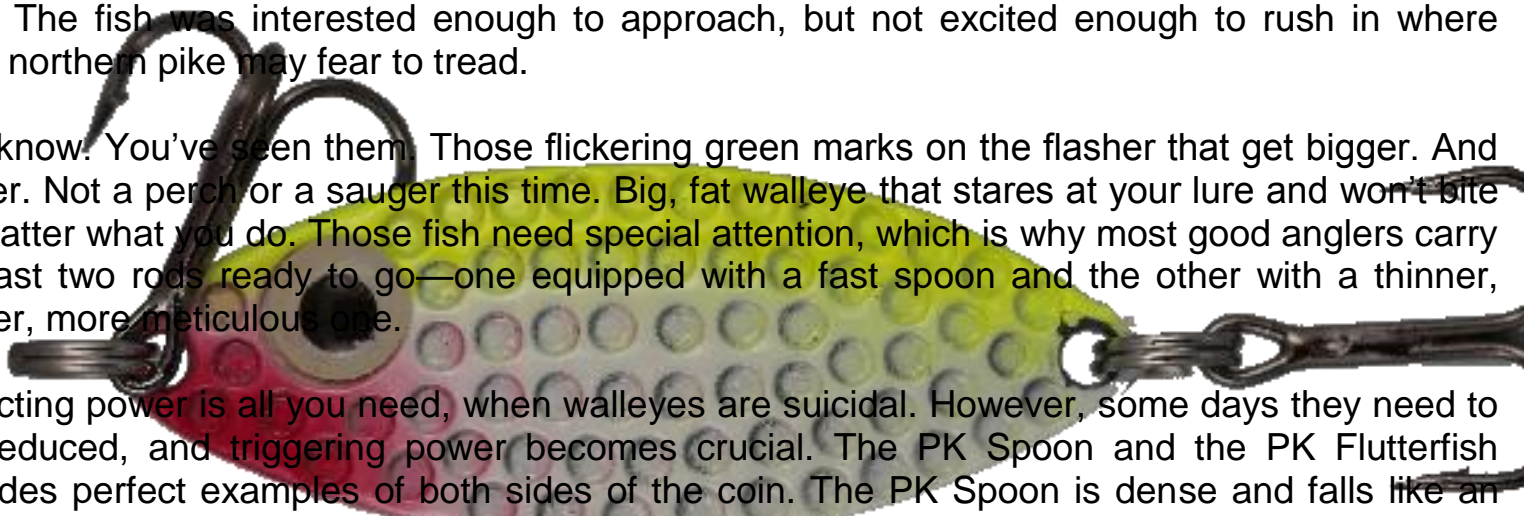 The fish was interested enough to approach, but not excited enough to rush in where
northern pike may fear to tread.
know. You’ve seen them. Those flickering green marks on the flasher that get bigger. And
er. Not a perch or a sauger this time. Big, fat walleye that stares at your lure and won’t bite
atter what you do. Those fish need special attention, which is why most good anglers carry
ast two rods ready to go—one equipped with a fast spoon and the other with a thinner,
er, more meticulous one.
cting power is all you need, when walleyes are suicidal. However, some days they need to
educed, and triggering power becomes crucial. The PK Spoon and the PK Flutterfish
des perfect examples of both sides of the coin. The PK Spoon is dense and falls like an